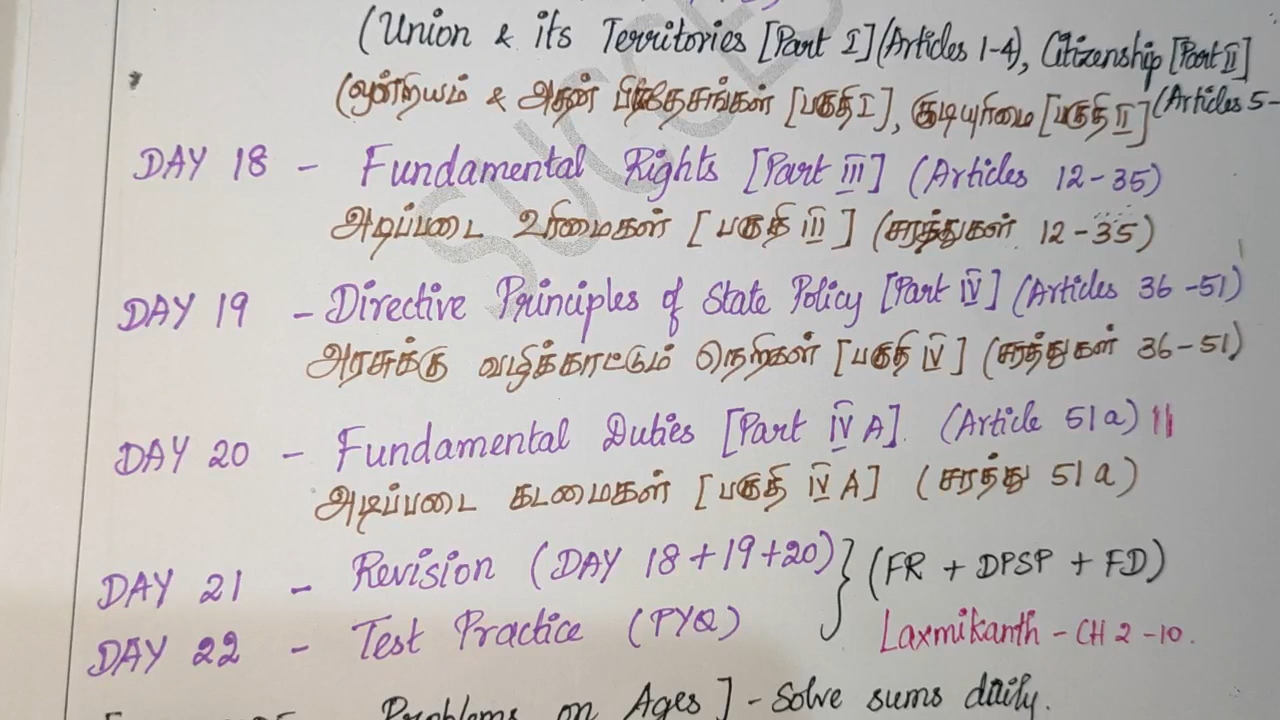 (Union & its Territories [Part I] (Articles 1-4), Citizenship [Part II]
(ஒன்றியம் & அதன் பிரதேசங்கள் [பகுதி I], குடியுரிமை [பகுதி II] (Articles 5-
DAY 18 - Fundamental Rights [Part III] (Articles 12-35)
அடிப்படை உரிமைகள் [பகுதி III] (சரத்துகள் 12-35)
DAY 19 - Directive Principles of State Policy [Part IV] (Articles 36-51)
அரசுக்கு வழிக்காட்டும் நெறிகள் [பகுதி IV] (சரத்துகள் 36-51)
DAY 20 - Fundamental Duties [Part IV A]. (Article 51a) 11
அடிப்படை கடமைகள் [பகுதி IV A] (சரத்து 51a)
DAY 21 - Revision (DAY 18+19+20) } (FR + DPSP + FD)
DAY 22 - Test Practice (PYQ) Laxmikanth - CH 2-10.
Problems on Ages] - Solve sums daily.